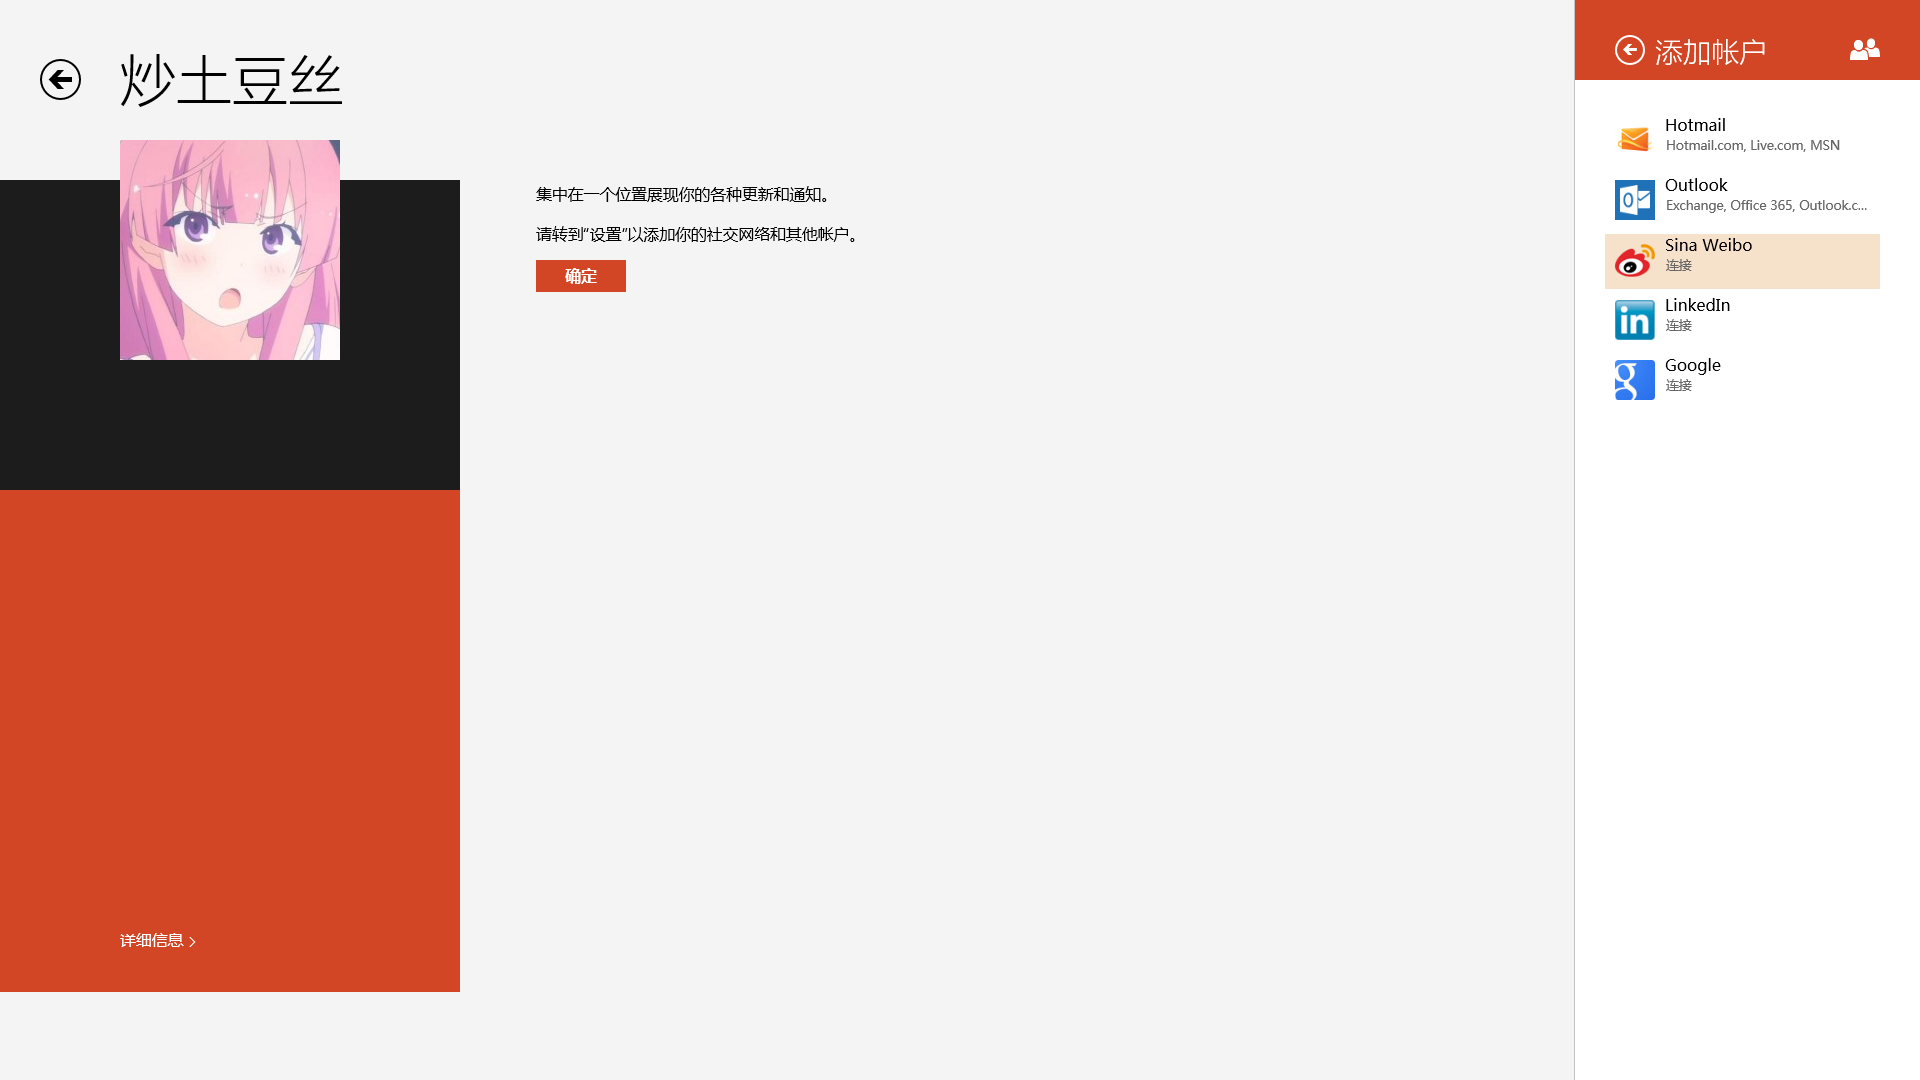 炒土豆丝
集中在一个位置展现你的各种更新和通知。
请转到“设置”以添加你的社交网络和其他帐户。
确定
详细信息
添加帐户
Hotmail
Hotmail.com, Live.com, MSN
Outlook
Exchange, Office 365, Outlook.c...
Sina Weibo
连接
LinkedIn
连接
Google
连接